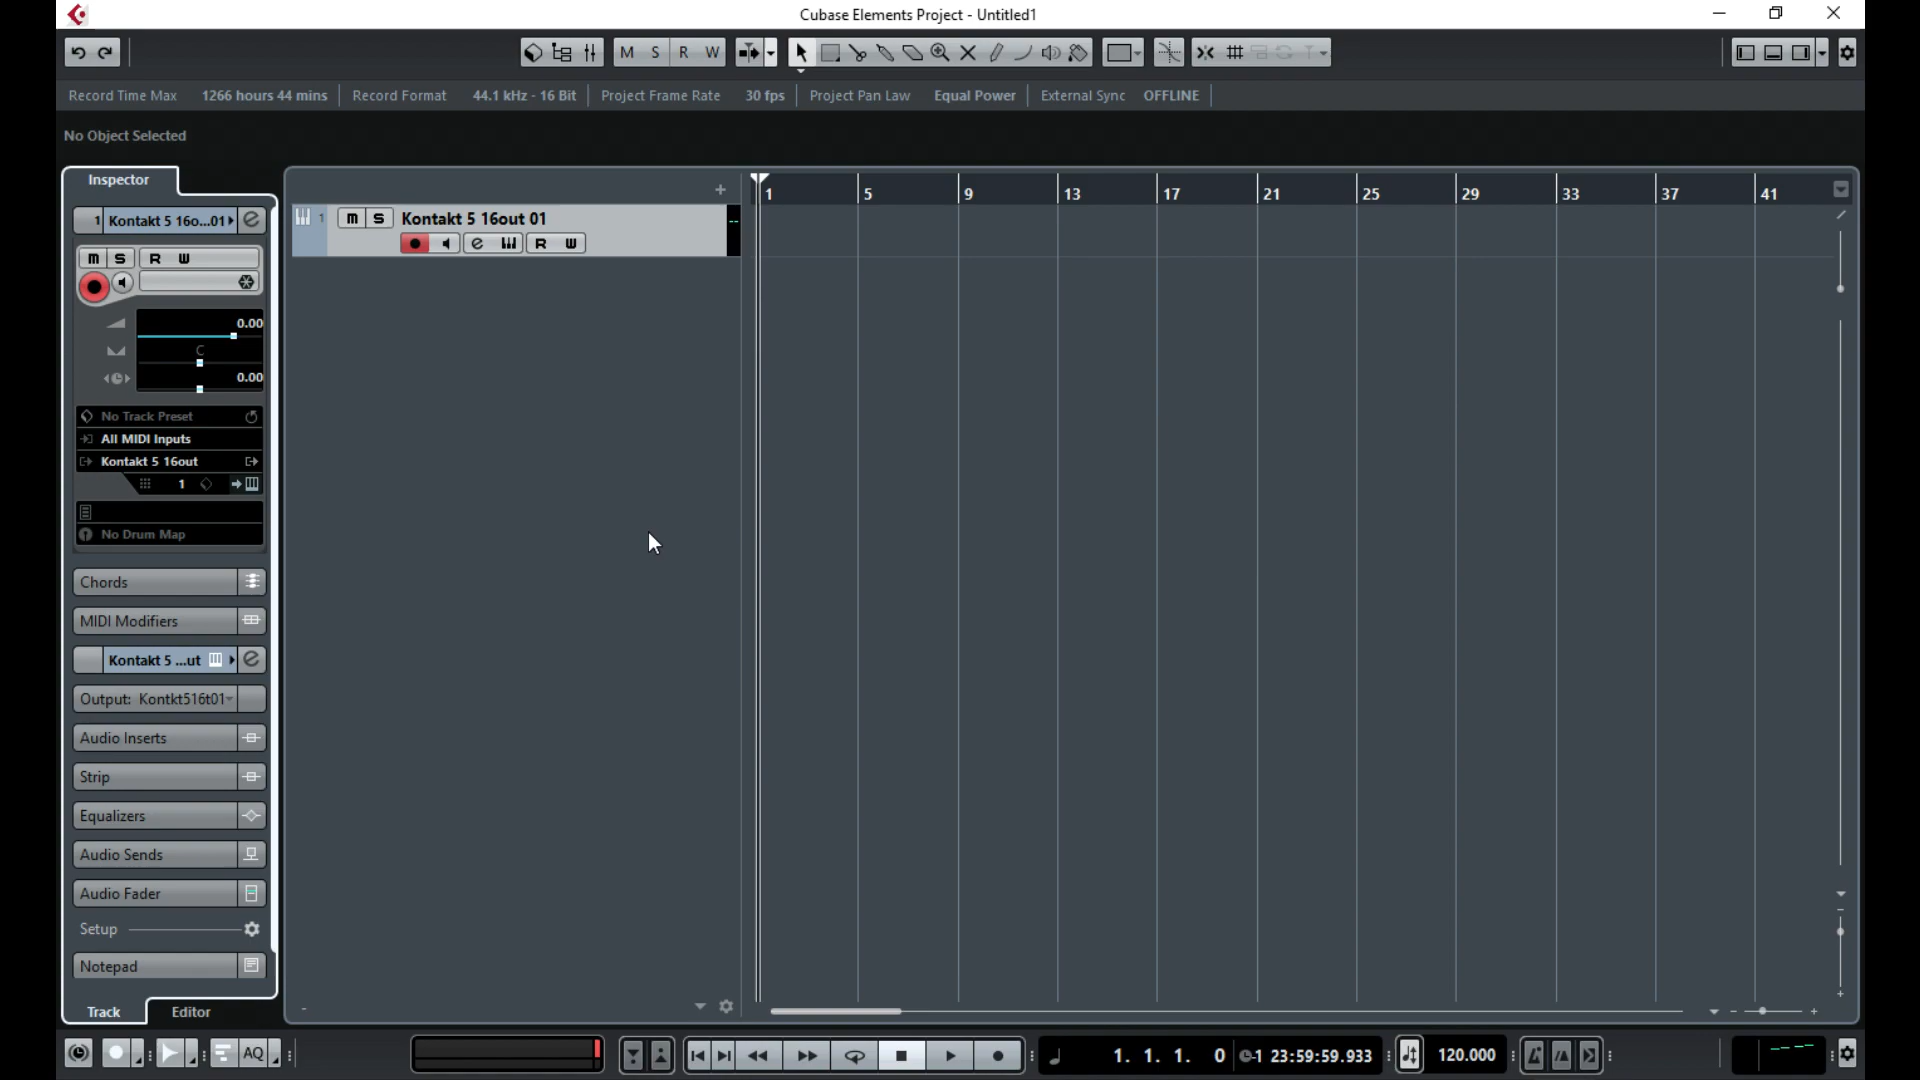 Cubase Elements Project - Untitled1
M S R W
Record Time Max 1266 hours 44 mins Record Format 44.1 kHz - 16 Bit Project Frame Rate 30 fps Project Pan Law Equal Power External Sync OFFLINE
No Object Selected
Inspector
1 Kontakt 5 16o...01
m S R W
0.00
C
0.00
No Track Preset
All MIDI Inputs
Kontakt 5 16out
1
No Drum Map
Chords
MIDI Modifiers
Kontakt 5 ...ut
Output: Kontkt516t01
Audio Inserts
Strip
Equalizers
Audio Sends
Audio Fader
Setup
Notepad
Track Editor
1 m S Kontakt 5 16out 01
e R W
1 5 9 13 17 21 25 29 33 37 41
AQ
1. 1. 1. 0 -1 23:59:59.933 120.000